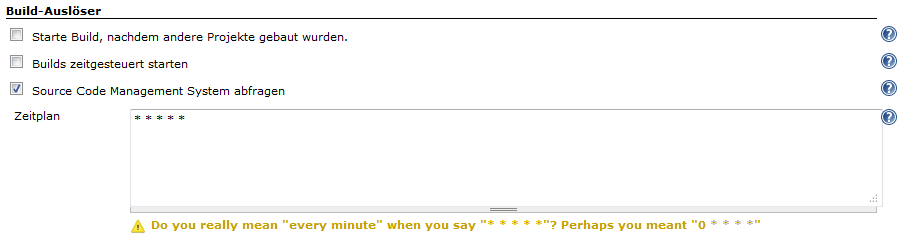 Build-Auslöser
Starte Build, nachdem andere Projekte gebaut wurden.
Builds zeitgesteuert starten
Source Code Management System abfragen
Zeitplan
* * * * *
Do you really mean "every minute" when you say "* * * * *"? Perhaps you meant "0 * * * *"